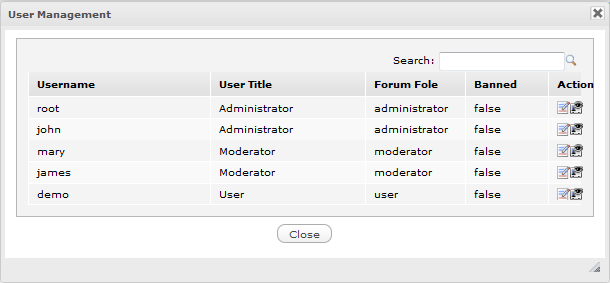 User Management
Search:
Username User Title Forum Fole Banned Action
root Administrator administrator false
john Administrator administrator false
mary Moderator moderator false
james Moderator moderator false
demo User user false
Close